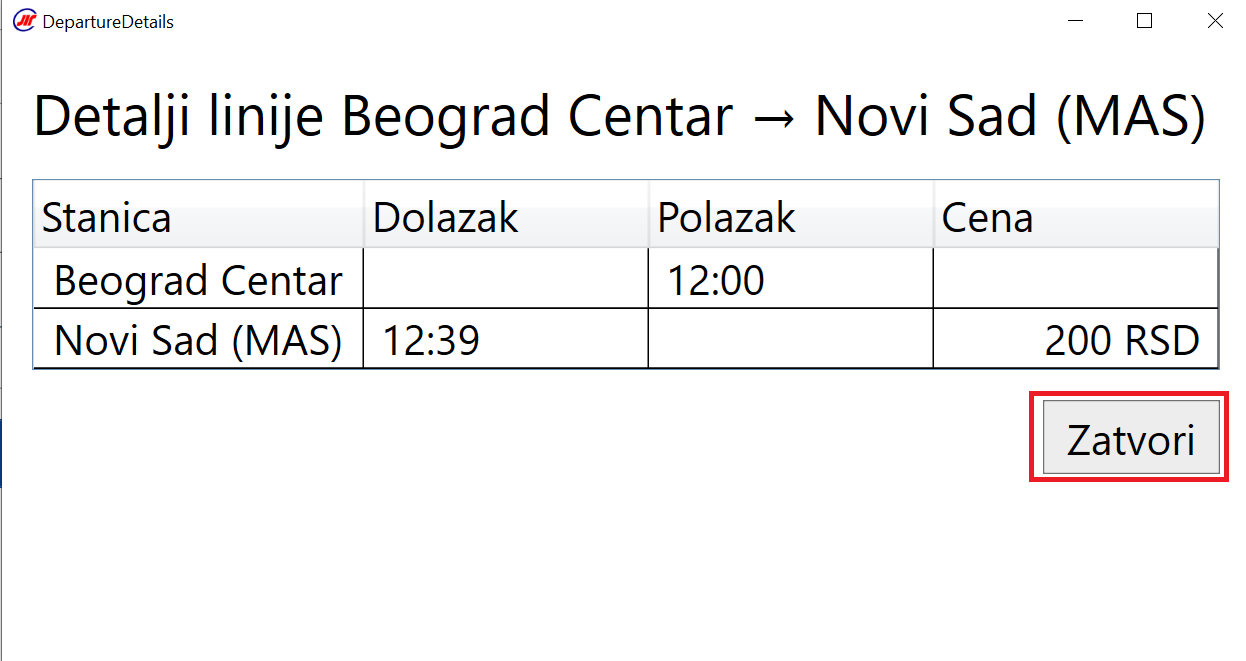 DepartureDetails
Detalji linije Beograd Centar → Novi Sad (MAS)
Stanica Dolazak Polazak Cena
Beograd Centar 12:00
Novi Sad (MAS) 12:39 200 RSD
Zatvori